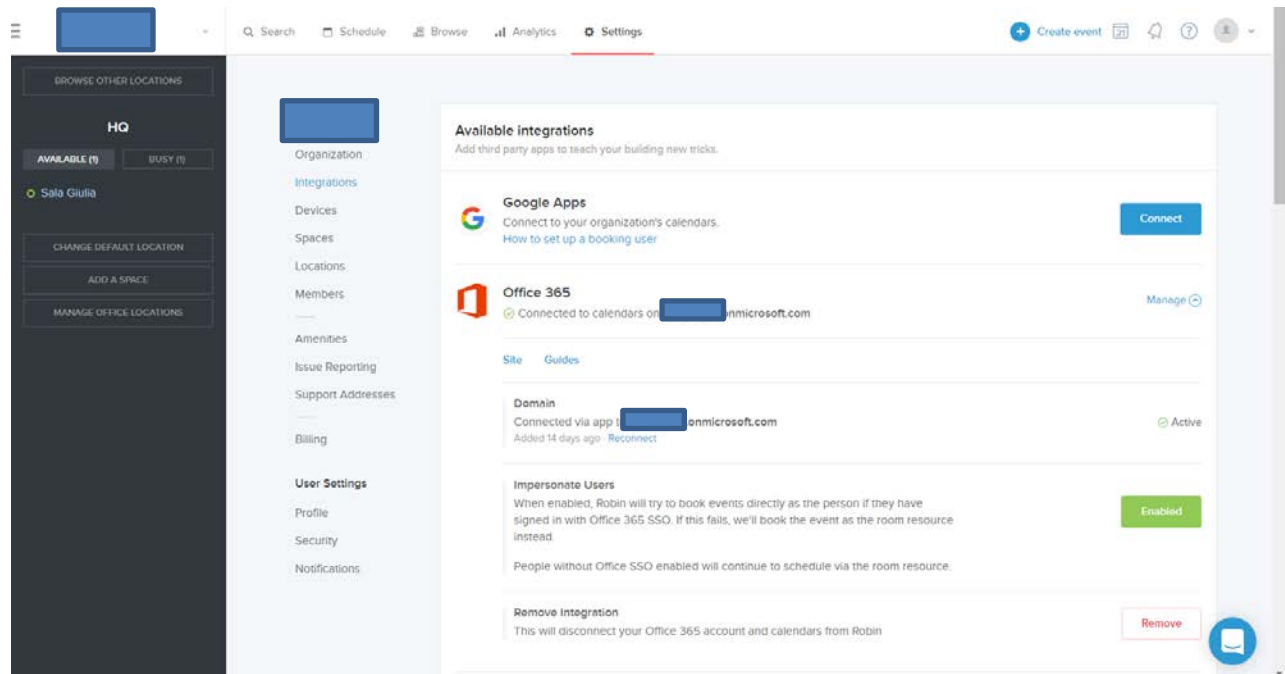 Search
Schedule
Browse
Analytics
Settings
Create event
21
BROWSE OTHER LOCATIONS
HQ
AVAILABLE (1)
BUSY (1)
Sala Giulia
CHANGE DEFAULT LOCATION
ADD A SPACE
MANAGE OFFICE LOCATIONS
Organization
Integrations
Devices
Spaces
Locations
Members
Amenities
Issue Reporting
Support Addresses
Billing
User Settings
Profile
Security
Notifications
Available integrations
Add third party apps to teach your building new tricks.
Google Apps
Connect to your organization's calendars.
How to set up a booking user
Connect
Office 365
Connected to calendars on onmicrosoft.com
Manage
Site Guides
Domain
Connected via app onmicrosoft.com
Added 14 days ago · Reconnect
Active
Impersonate Users
When enabled, Robin will try to book events directly as the person if they have
signed in with Office 365 SSO. If this fails, we'll book the event as the room resource
instead.
People without Office SSO enabled will continue to schedule via the room resource.
Enabled
Remove Integration
This will disconnect your Office 365 account and calendars from Robin
Remove